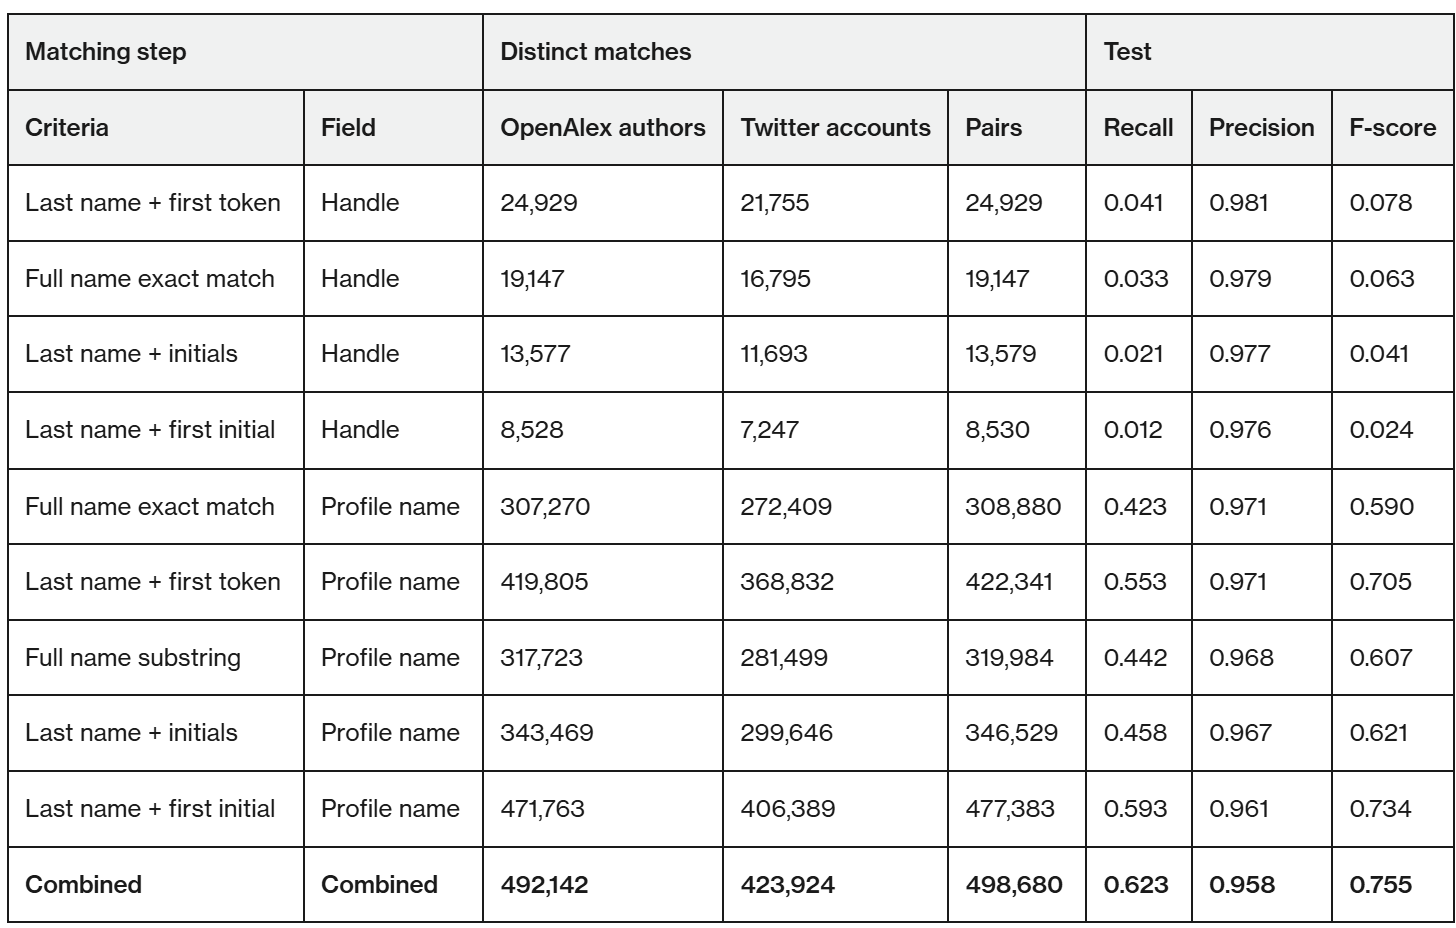 Matching step Distinct matches Test
Criteria Field OpenAlex authors Twitter accounts Pairs Recall Precision F-score
Last name + first token Handle 24,929 21,755 24,929 0.041 0.981 0.078
Full name exact match Handle 19,147 16,795 19,147 0.033 0.979 0.063
Last name + initials Handle 13,577 11,693 13,579 0.021 0.977 0.041
Last name + first initial Handle 8,528 7,247 8,530 0.012 0.976 0.024
Full name exact match Profile name 307,270 272,409 308,880 0.423 0.971 0.590
Last name + first token Profile name 419,805 368,832 422,341 0.553 0.971 0.705
Full name substring Profile name 317,723 281,499 319,984 0.442 0.968 0.607
Last name + initials Profile name 343,469 299,646 346,529 0.458 0.967 0.621
Last name + first initial Profile name 471,763 406,389 477,383 0.593 0.961 0.734
Combined Combined 492,142 423,924 498,680 0.623 0.958 0.755